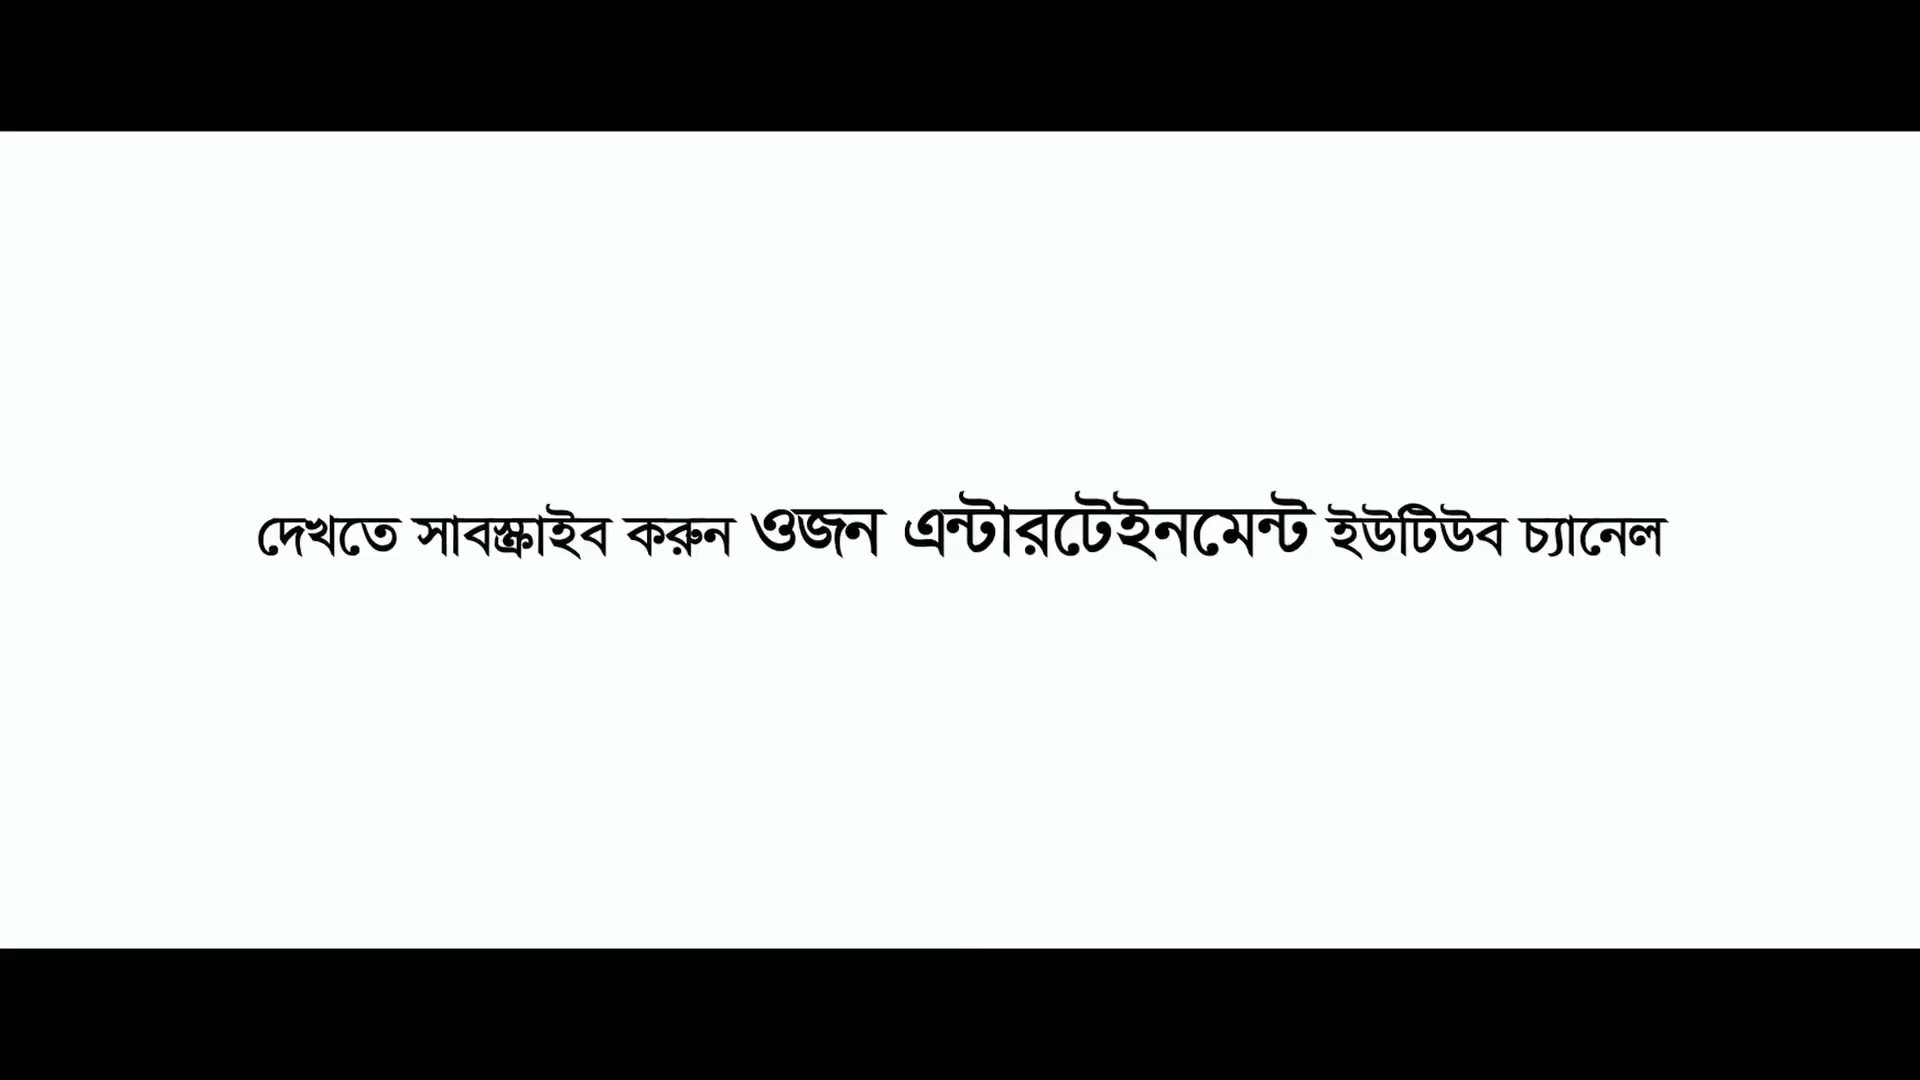 দেখতে সাবস্ক্রাইব করুন ওজন এন্টারটেইনমেন্ট ইউটিউব চ্যানেল